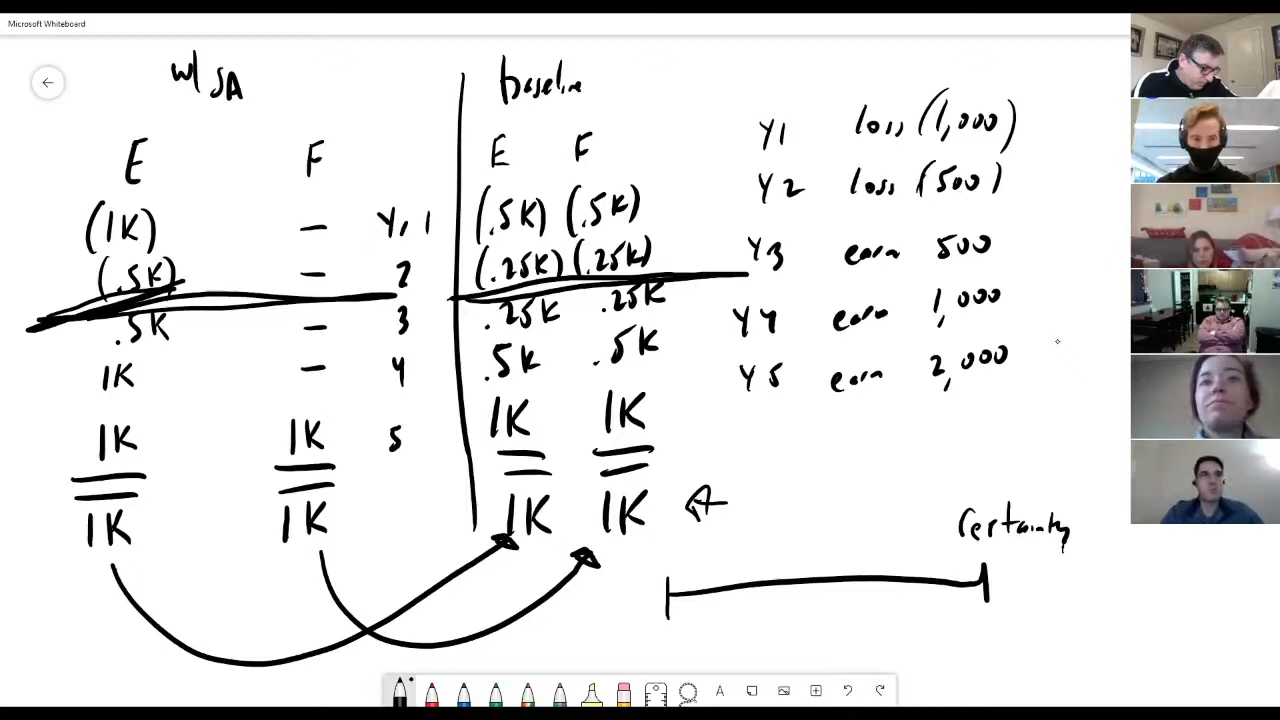 Microsoft Whiteboard
w/ SA
E F
(1K) – Yr 1
(.5K) – 2
.5K – 3
1K – 4
1K 1K 5
1K 1K
baseline
E F
(.5K) (.5K)
(.25K) (.25K)
.25K .25K
.5K .5K
1K 1K
1K 1K
Y1 loss (1,000)
Y2 loss (500)
Y3 earn 500
Y4 earn 1,000
Y5 earn 2,000
Certainty
A